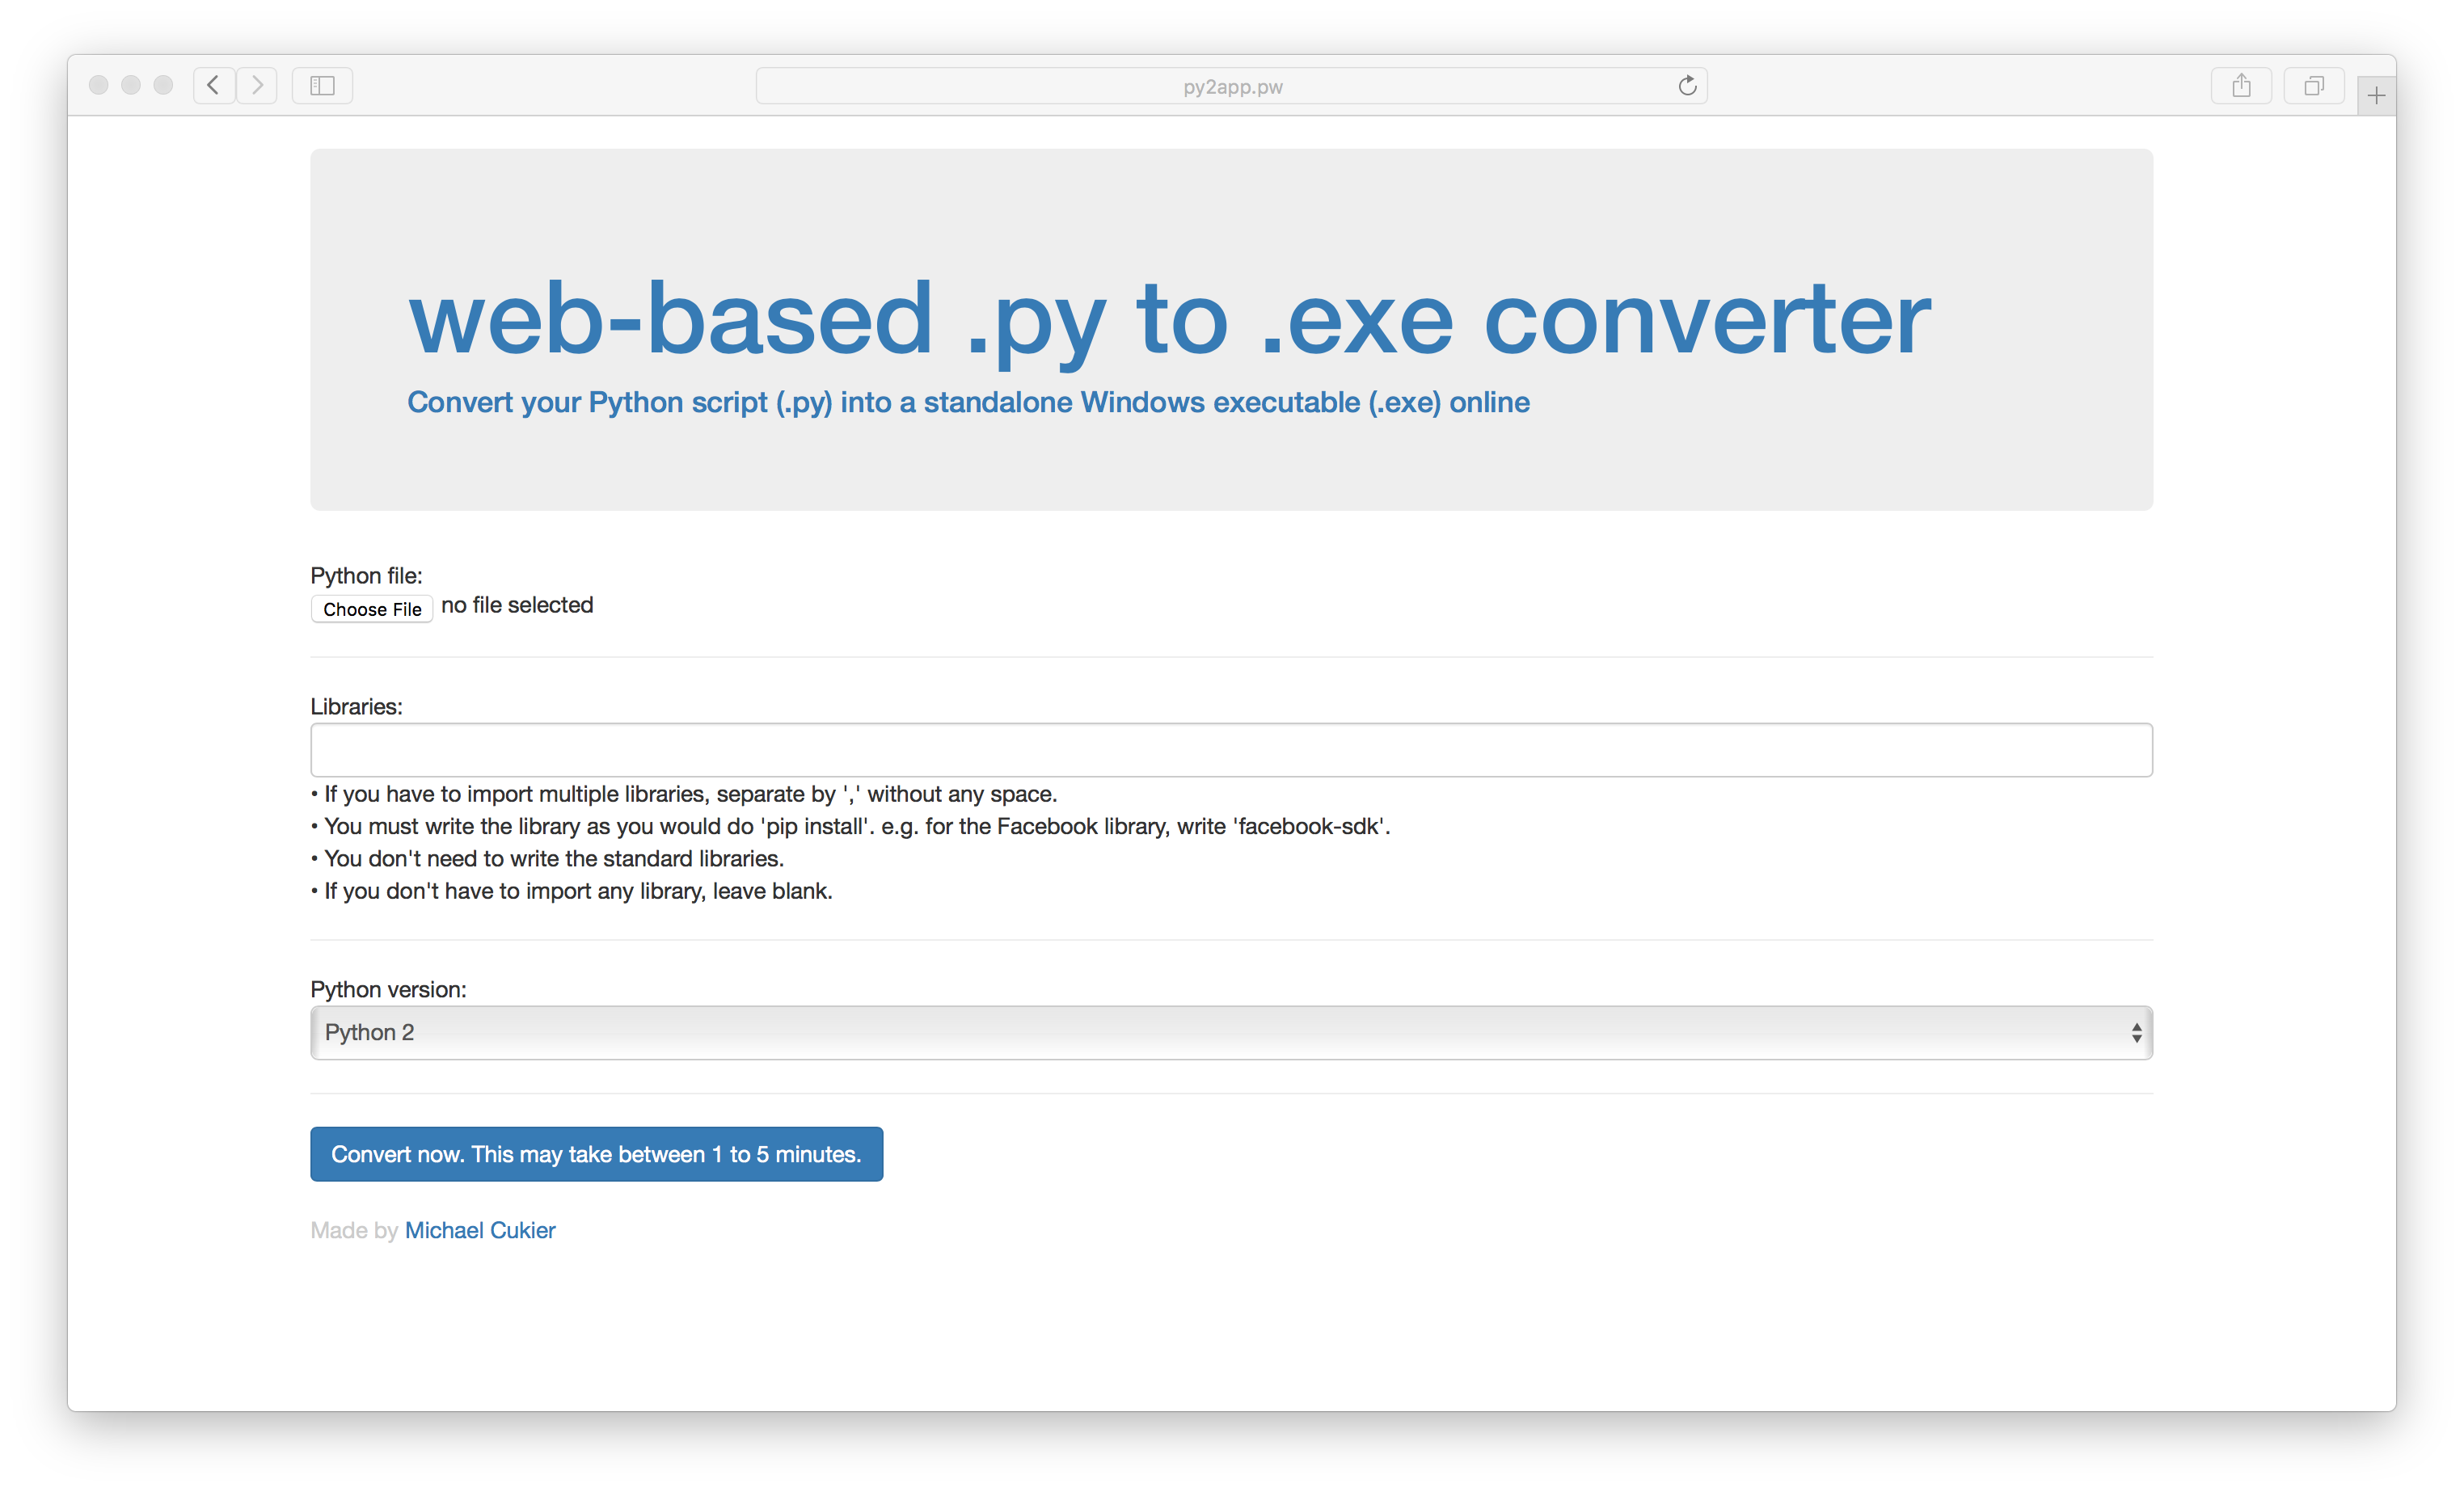 py2app.pw
web-based .py to .exe converter
Convert your Python script (.py) into a standalone Windows executable (.exe) online
Python file:
Choose File no file selected
Libraries:
• If you have to import multiple libraries, separate by ',' without any space.
• You must write the library as you would do 'pip install'. e.g. for the Facebook library, write 'facebook-sdk'.
• You don't need to write the standard libraries.
• If you don't have to import any library, leave blank.
Python version:
Python 2
Convert now. This may take between 1 to 5 minutes.
Made by Michael Cukier